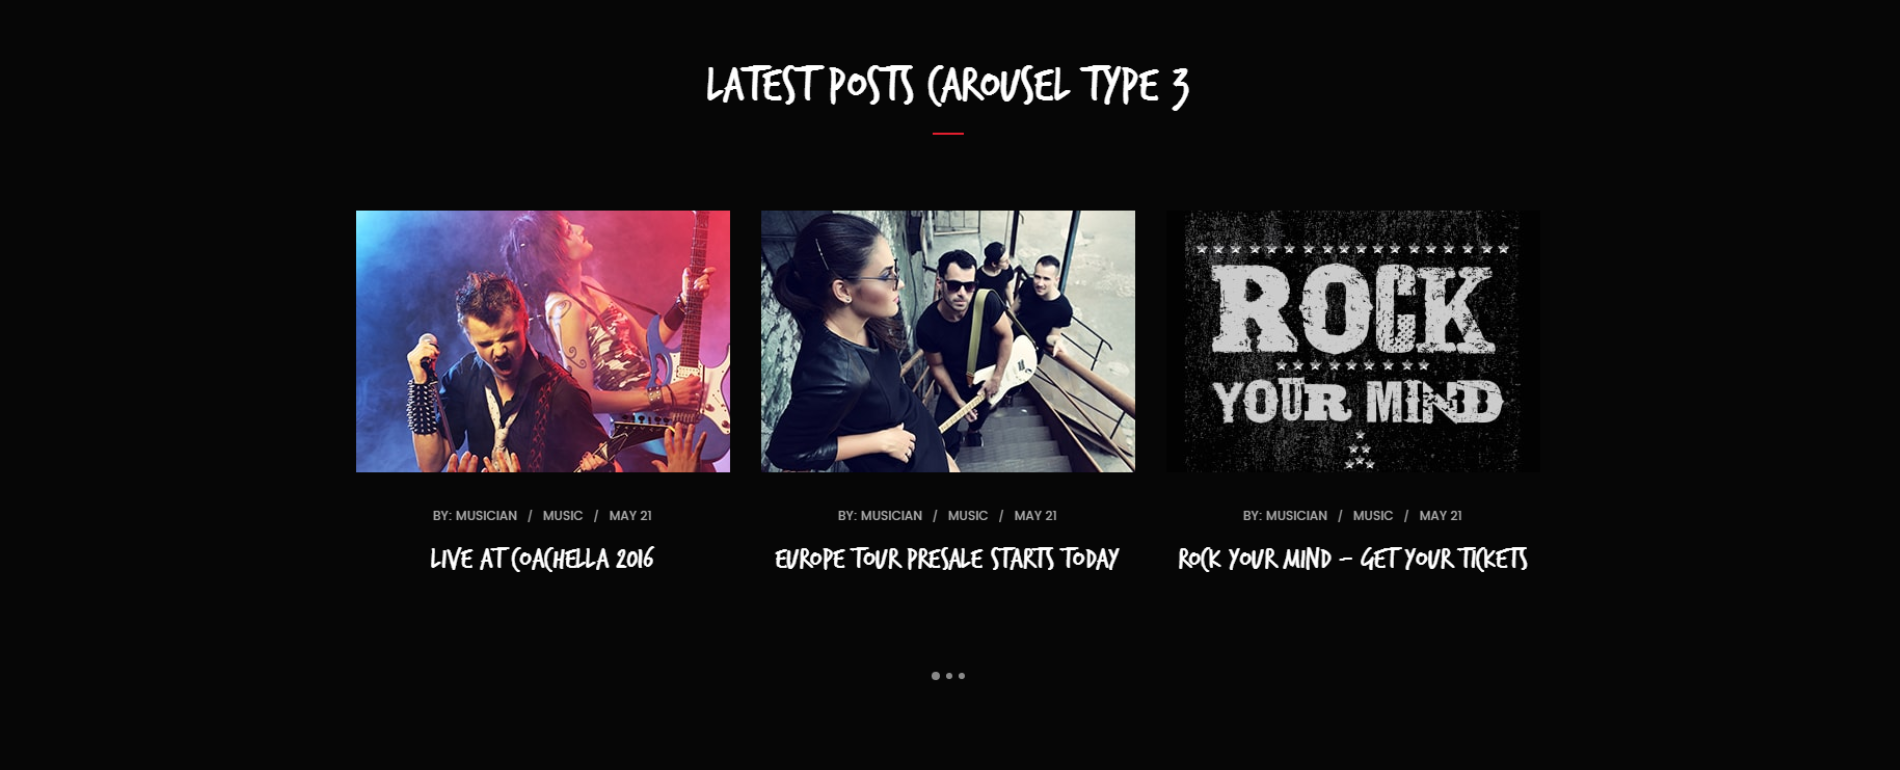 LATEST POSTS CAROUSEL TYPE 3
ROCK
YOUR MIND
BY: MUSICIAN / MUSIC / MAY 21
LIVE AT COACHELLA 2016
BY: MUSICIAN / MUSIC / MAY 21
EUROPE TOUR PRESALE STARTS TODAY
BY: MUSICIAN / MUSIC / MAY 21
ROCK YOUR MIND – GET YOUR TICKETS